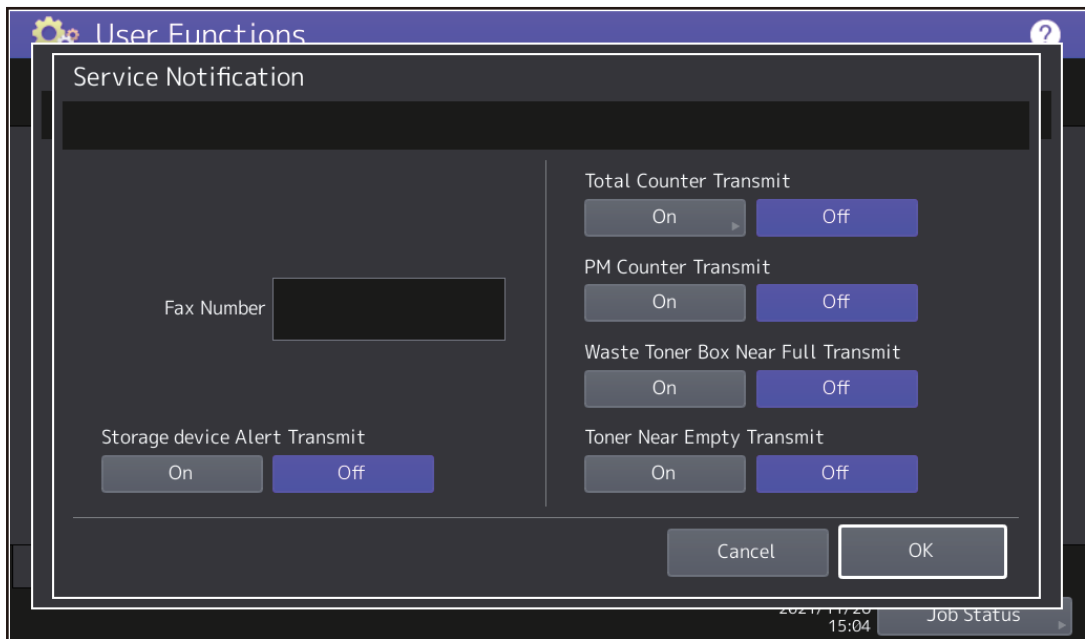 User Functions
?
Service Notification
Total Counter Transmit
On
Off
PM Counter Transmit
On
Off
Fax Number
Waste Toner Box Near Full Transmit
On
Off
Storage device Alert Transmit
On
Off
Toner Near Empty Transmit
On
Off
Cancel
OK
15:04
Job Status